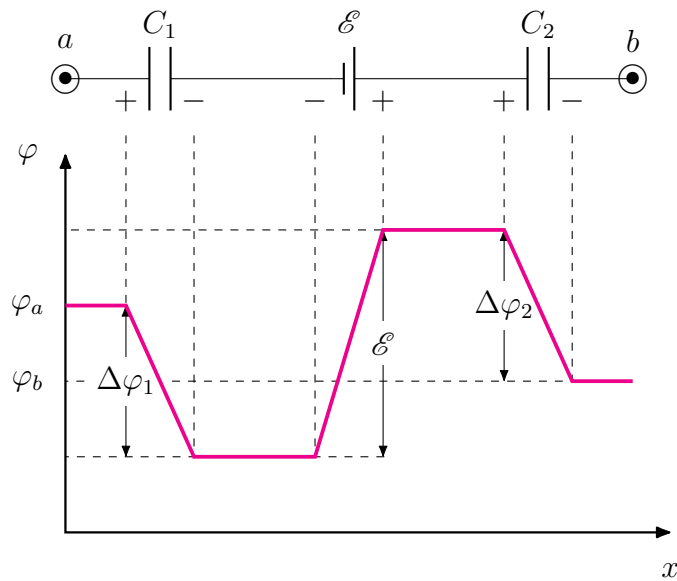 a C₁ ℰ C₂ b
+ − − + + −
φ
φₐ
Δφ₂
ℰ
φ_b Δφ₁
x